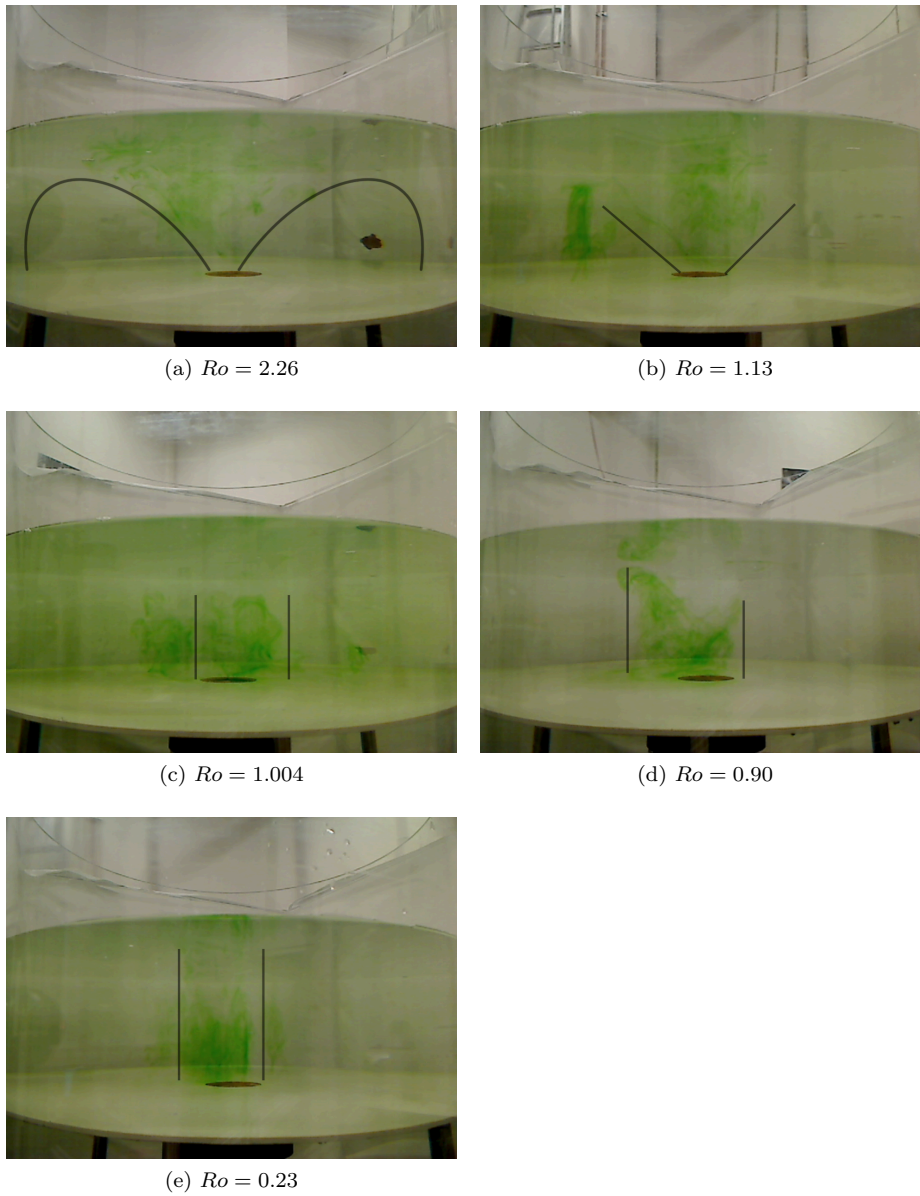 (a) Ro = 2.26
(b) Ro = 1.13
(c) Ro = 1.004
(d) Ro = 0.90
(e) Ro = 0.23